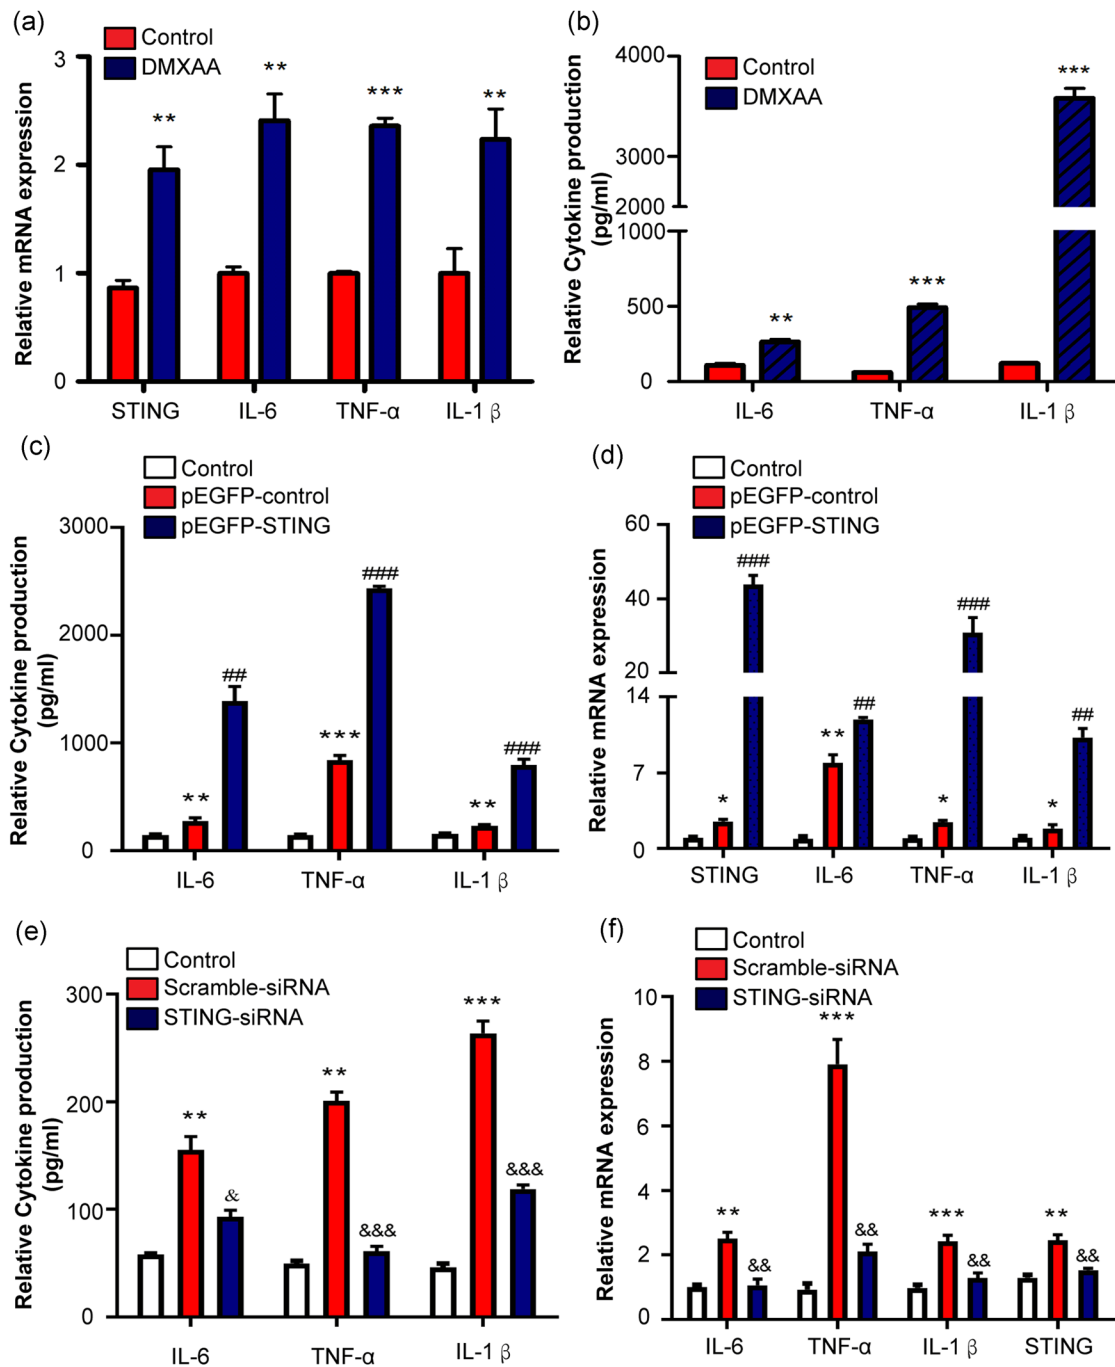 (a)
Control
DMXAA
Relative mRNA expression
3
2
1
0
**
**
***
**
STING
IL-6
TNF-α
IL-1 β
(b)
Control
DMXAA
Relative Cytokine production
(pg/ml)
4000
3000
2000
1000
500
0
**
***
***
IL-6
TNF-α
IL-1 β
(c)
Control
pEGFP-control
pEGFP-STING
Relative Cytokine production
(pg/ml)
3000
2000
1000
0
**
##
***
###
**
###
IL-6
TNF-α
IL-1 β
(d)
Control
pEGFP-control
pEGFP-STING
Relative mRNA expression
60
40
20
14
7
0
*
###
**
##
*
###
*
##
STING
IL-6
TNF-α
IL-1 β
(e)
Control
Scramble-siRNA
STING-siRNA
Relative Cytokine production
(pg/ml)
300
200
100
0
**
&
**
&&&
***
&&&
IL-6
TNF-α
IL-1 β
(f)
Control
Scramble-siRNA
STING-siRNA
Relative mRNA expression
10
8
6
4
2
0
**
&&
***
&&
***
&&
**
&&
IL-6
TNF-α
IL-1 β
STING